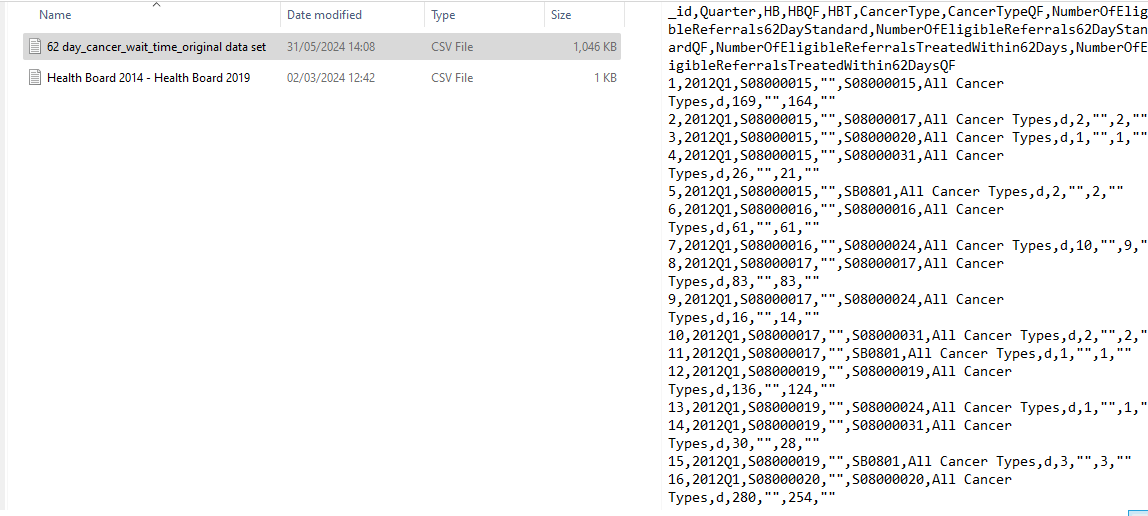 Name Date modified Type Size
62 day_cancer_wait_time_original data set 31/05/2024 14:08 CSV File 1,046 KB
Health Board 2014 - Health Board 2019 02/03/2024 12:42 CSV File 1 KB
_id,Quarter,HB,HBQF,HBT,CancerType,CancerTypeQF,NumberOfEli
bleReferrals62DayStandard,NumberOfEligibleReferrals62DayStan
ardQF,NumberOfEligibleReferralsTreatedWithin62Days,NumberOfE
igibleReferralsTreatedWithin62DaysQF
1,2012Q1,S08000015,"",S08000015,All Cancer
Types,d,169,"",164,""
2,2012Q1,S08000015,"",S08000017,All Cancer Types,d,2,"",2,""
3,2012Q1,S08000015,"",S08000020,All Cancer Types,d,1,"",1,""
4,2012Q1,S08000015,"",S08000031,All Cancer
Types,d,26,"",21,""
5,2012Q1,S08000015,"",SB0801,All Cancer Types,d,2,"",2,""
6,2012Q1,S08000016,"",S08000016,All Cancer
Types,d,61,"",61,""
7,2012Q1,S08000016,"",S08000024,All Cancer Types,d,10,"",9,"
8,2012Q1,S08000017,"",S08000017,All Cancer
Types,d,83,"",83,""
9,2012Q1,S08000017,"",S08000024,All Cancer
Types,d,16,"",14,""
10,2012Q1,S08000017,"",S08000031,All Cancer Types,d,2,"",2,"
11,2012Q1,S08000017,"",SB0801,All Cancer Types,d,1,"",1,""
12,2012Q1,S08000019,"",S08000019,All Cancer
Types,d,136,"",124,""
13,2012Q1,S08000019,"",S08000024,All Cancer Types,d,1,"",1,"
14,2012Q1,S08000019,"",S08000031,All Cancer
Types,d,30,"",28,""
15,2012Q1,S08000019,"",SB0801,All Cancer Types,d,3,"",3,""
16,2012Q1,S08000020,"",S08000020,All Cancer
Types,d,280,"",254,""